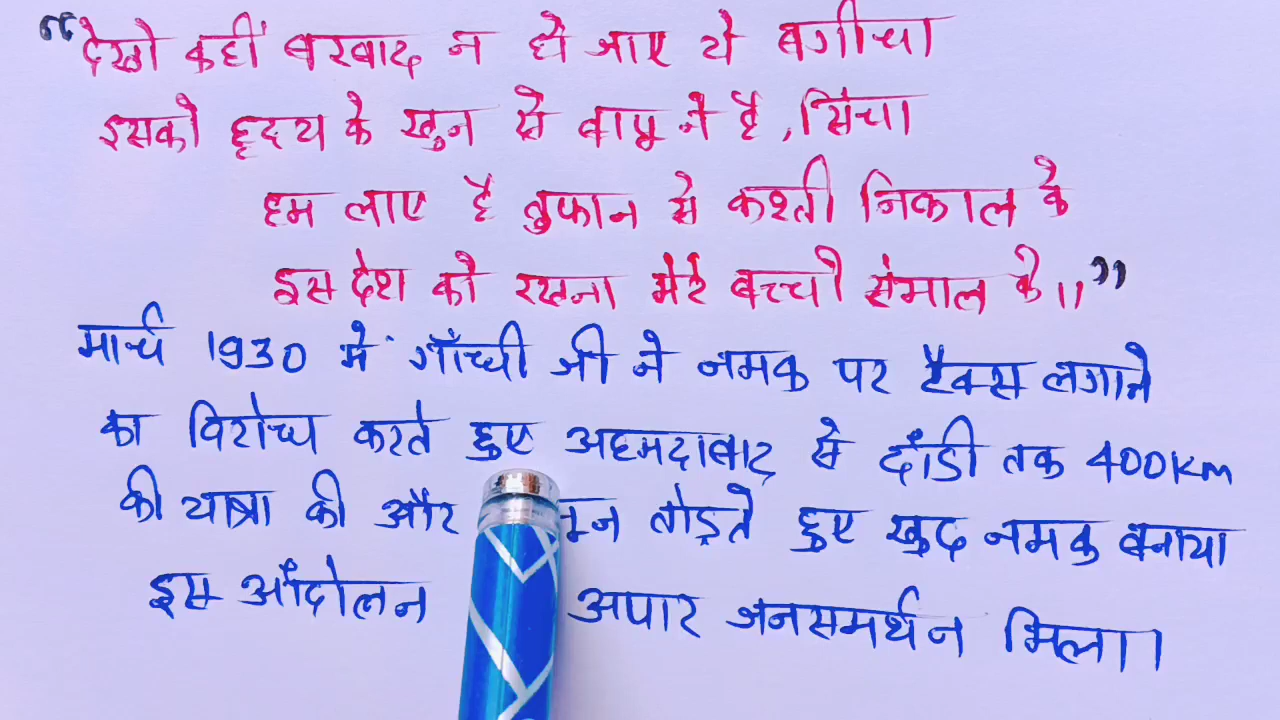 “देखो कहीं बरबाद न हो जाए ये बगीचा
इसको हृदय के खुन से बापू ने है, सिंचा
हम लाए है तुफान से कश्ती निकाल के
इस देश को रखना मेरे बच्चो संभाल के।।”
मार्च 1930 में गाँधी जी ने नमक पर टैक्स लगाने
का विरोध करते हुए अहमदाबाद से दाँडी तक 400Km
की यात्रा की और तोड़ते हुए खुद नमक बनाया
इस आँदोलन अपार जनसमर्थन मिला।